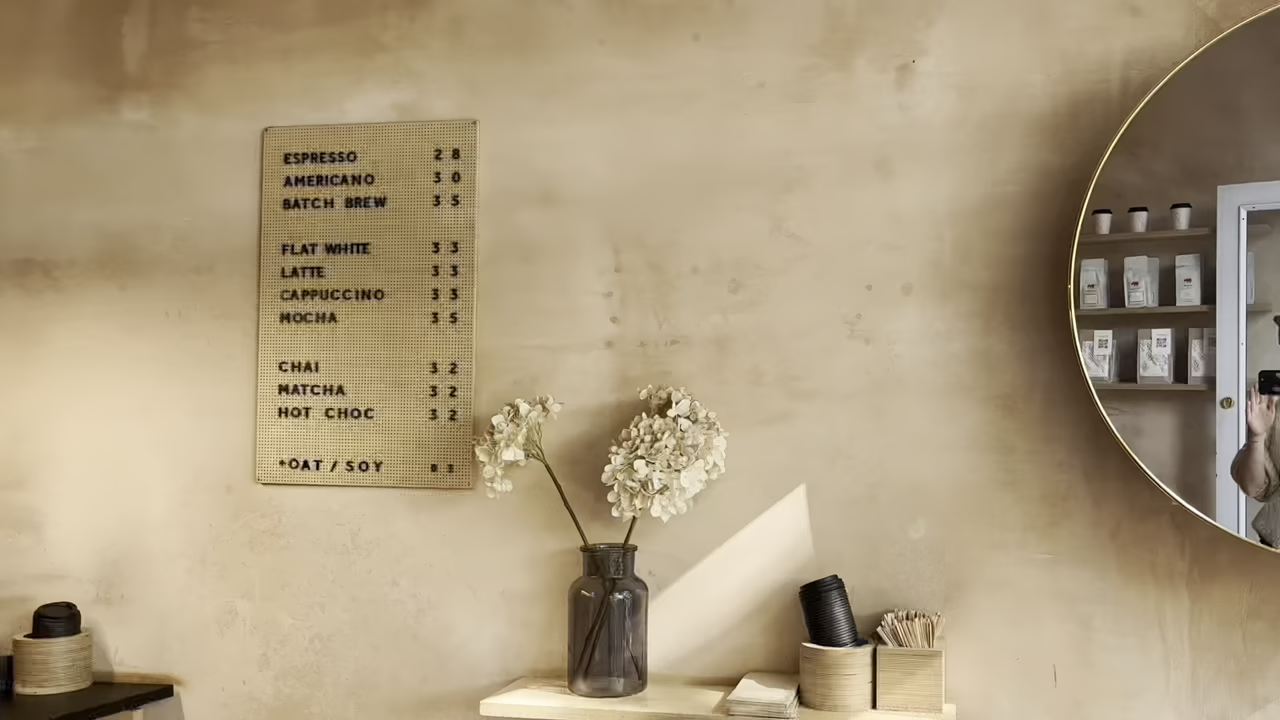 ESPRESSO 2 8
AMERICANO 3 0
BATCH BREW 3 5
FLAT WHITE 3 3
LATTE 3 3
CAPPUCCINO 3 3
MOCHA 3 5
CHAI 3 2
MATCHA 3 2
HOT CHOC 3 2
+OAT / SOY